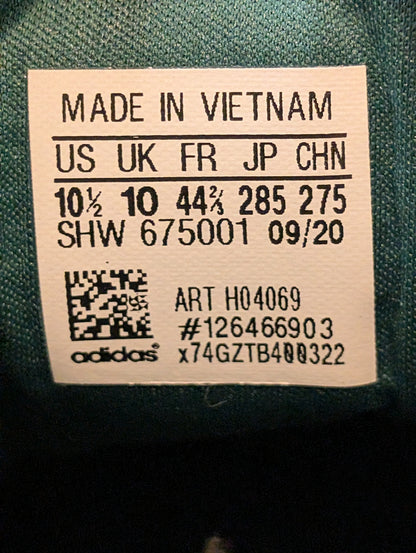 MADE IN VIETNAM
US UK FR JP CHN
10½ 10 44⅔ 285 275
SHW 675001 09/20
ART H04069
#126466903
adidas® x74GZTB400322